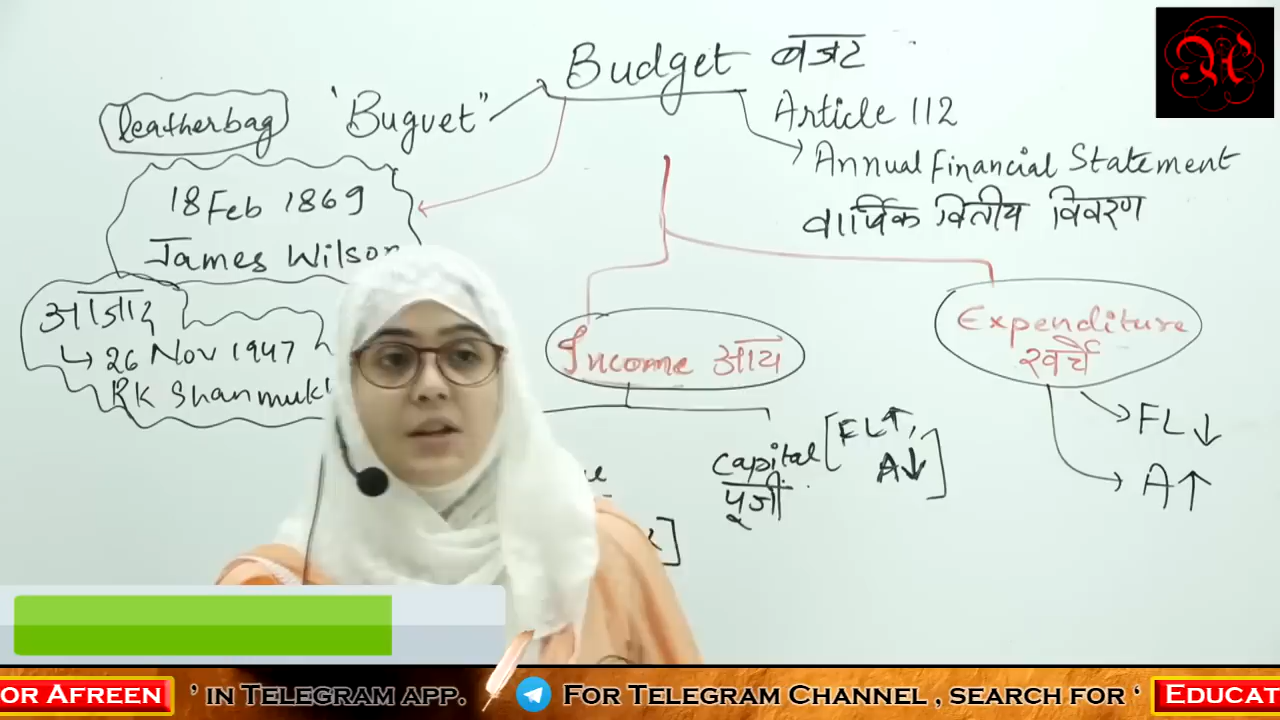 Budget बजट
leatherbag
'Buguet"
Article 112
Annual Financial Statement
वार्षिक वित्तीय विवरण
18 Feb 1869
James Wilson
आज़ाद
26 Nov 1947
RK Shanmuk
Income आय
Expenditure
खर्च
FL↓
A↑
Capital [FL↑,
A↓]
पूंजी
OR AFREEN ' IN TELEGRAM APP. FOR TELEGRAM CHANNEL , SEARCH FOR ' EDUCAT